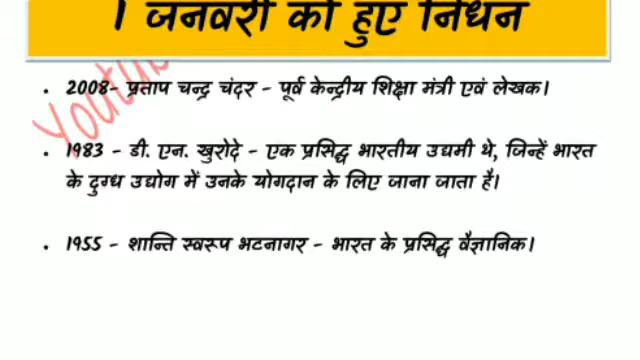 1 जनवरी को हुए निधन
• 2008- प्रताप चन्द्र चंदर - पूर्व केन्द्रीय शिक्षा मंत्री एवं लेखक।
Youtub
• 1983 - डी. एन. खुरोदे - एक प्रसिद्ध भारतीय उद्यमी थे, जिन्हें भारत
के दुग्ध उद्योग में उनके योगदान के लिए जाना जाता है।
• 1955 - शान्ति स्वरूप भटनागर - भारत के प्रसिद्ध वैज्ञानिक।